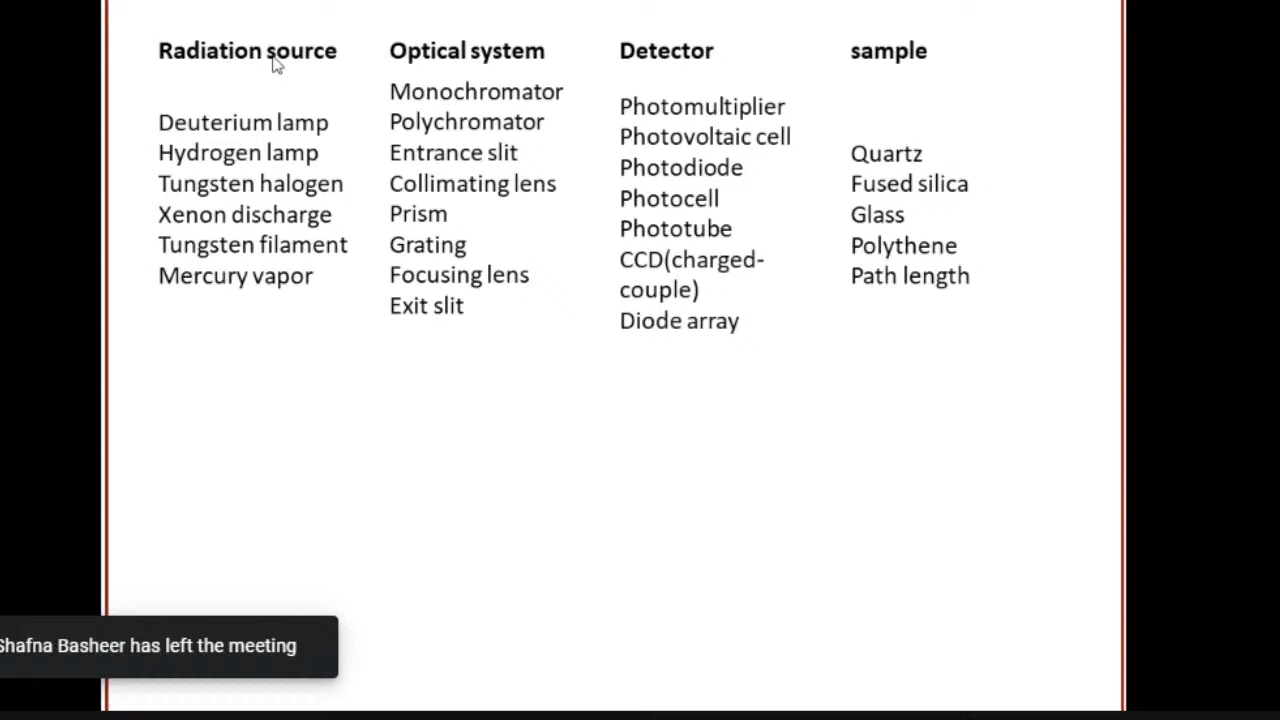 Radiation source
Deuterium lamp
Hydrogen lamp
Tungsten halogen
Xenon discharge
Tungsten filament
Mercury vapor
Optical system
Monochromator
Polychromator
Entrance slit
Collimating lens
Prism
Grating
Focusing lens
Exit slit
Detector
Photomultiplier
Photovoltaic cell
Photodiode
Photocell
Phototube
CCD(charged-
couple)
Diode array
sample
Quartz
Fused silica
Glass
Polythene
Path length
Shafna Basheer has left the meeting